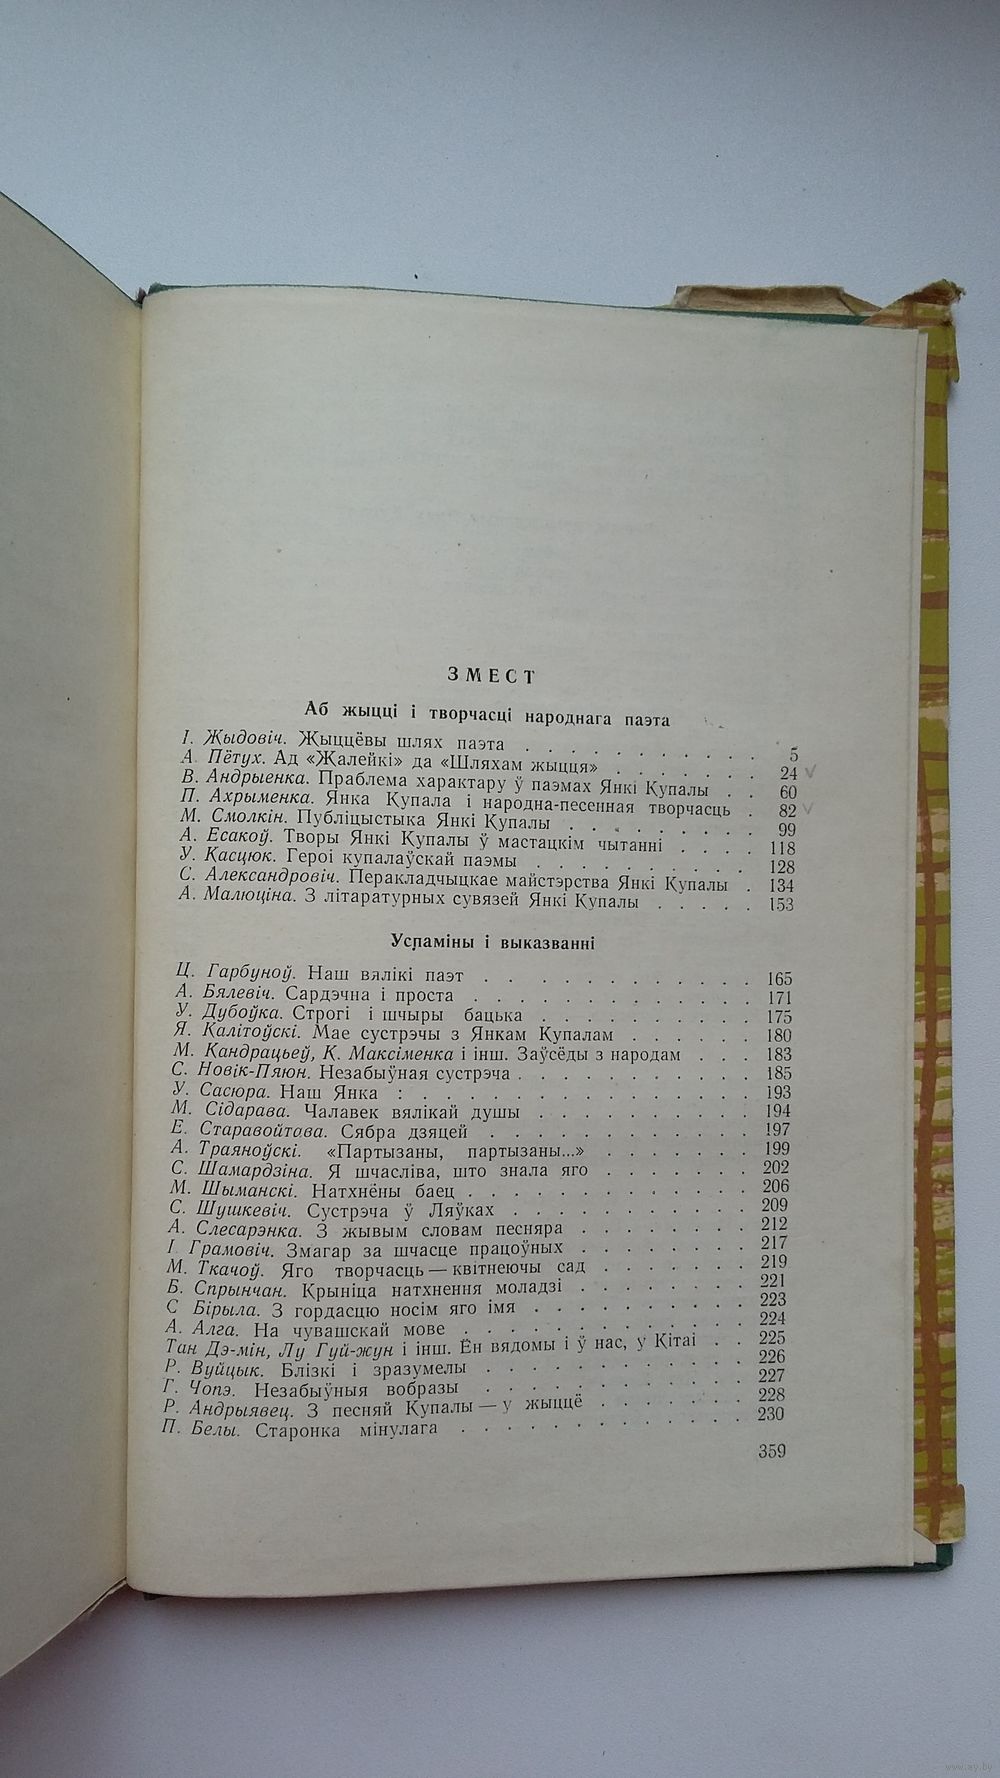 ЗМЕСТ
Аб жыцці і творчасці народнага паэта
І. Жыдовіч. Жыццёвы шлях паэта . . . . . . . . . . 5
А. Пётух. Ад «Жалейкі» да «Шляхам жыцця» . . . . . . . 24
В. Андрыенка. Праблема характару ў паэмах Янкі Купалы . . 60
П. Ахрыменка. Янка Купала і народна-песенная творчасць . 82
М. Смолкін. Публіцыстыка Янкі Купалы . . . . . . . . 99
А. Есакоў. Творы Янкі Купалы ў мастацкім чытанні . . . . 118
У. Касцюк. Героі купалаўскай паэмы . . . . . . . . . 128
С. Александровіч. Перакладчыцкае майстэрства Янкі Купалы . 134
А. Малюціна. З літаратурных сувязей Янкі Купалы . . . . . 153
Успаміны і выказванні
Ц. Гарбуноў. Наш вялікі паэт . . . . . . . . . . . 165
А. Бялевіч. Сардэчна і проста . . . . . . . . . . . 171
У. Дубоўка. Строгі і шчыры бацька . . . . . . . . . 175
Я. Калітоўскі. Мае сустрэчы з Янкам Купалам . . . . . . 180
М. Кандрацьеў, К. Максіменка і інш. Заўсёды з народам . . . 183
С. Новік-Пяюн. Незабыўная сустрэча . . . . . . . . . 185
У. Сасюра. Наш Янка : . . . . . . . . . . . . . 193
М. Сідарава. Чалавек вялікай душы . . . . . . . . . 194
Е. Старавойтава. Сябра дзяцей . . . . . . . . . . . 197
А. Траяноўскі. «Партызаны, партызаны...» . . . . . . . 199
С. Шамардзіна. Я шчасліва, што знала яго . . . . . . . 202
М. Шыманскі. Натхнёны баец . . . . . . . . . . . . 206
С. Шушкевіч. Сустрэча ў Ляўках . . . . . . . . . . 209
А. Слесарэнка. З жывым словам песняра . . . . . . . . 212
І Грамовіч. Змагар за шчасце працоўных . . . . . . . 217
М. Ткачоў. Яго творчасць — квітнеючы сад . . . . . . . 219
Б. Спрынчан. Крыніца натхнення моладзі . . . . . . . . 221
С Бірыла. З гордасцю носім яго імя . . . . . . . . . 223
А. Алга. На чувашскай мове . . . . . . . . . . . . 224
Тан Дэ-мін, Лу Гуй-жун і інш. Ён вядомы і ў нас, у Кітаі . . 225
Р. Вуйцык. Блізкі і зразумелы . . . . . . . . . . . 226
Г. Чопэ. Незабыўныя вобразы . . . . . . . . . . . 227
Р. Андрыявец. З песняй Купалы — у жыццё . . . . . . 228
П. Белы. Старонка мінулага . . . . . . . . . . . . 230
359
www.ay.by